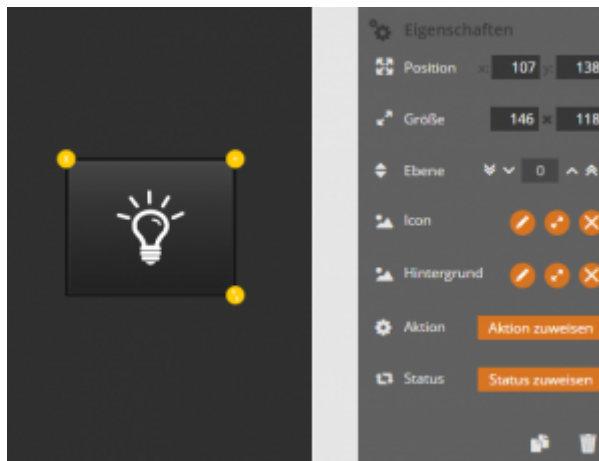 Eigenschaften
Position x: 107 y: 138
Größe 146 × 118
Ebene 0
Icon
Hintergrund
Aktion Aktion zuweisen
Status Status zuweisen